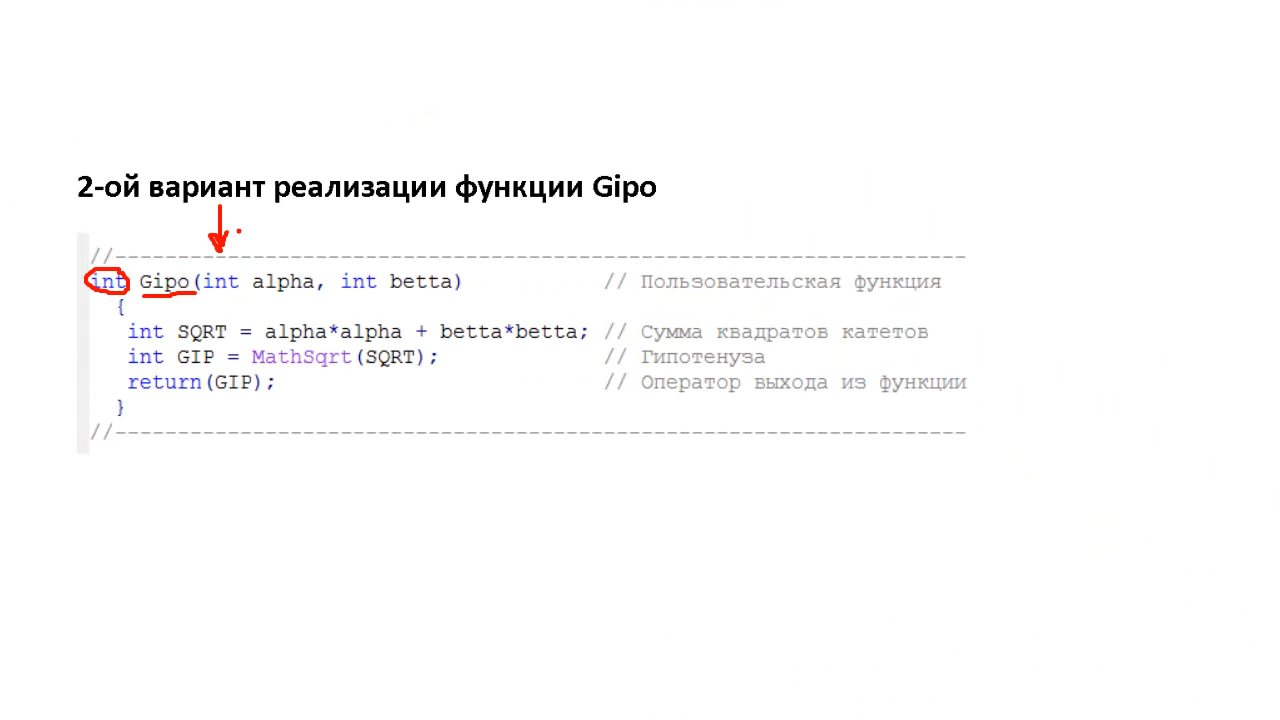 2-ой вариант реализации функции Gipo
//--------------------------------------------------------------------
int Gipo(int alpha, int betta) // Пользовательская функция
{
int SQRT = alpha*alpha + betta*betta; // Сумма квадратов катетов
int GIP = MathSqrt(SQRT); // Гипотенуза
return(GIP); // Оператор выхода из функции
}
//--------------------------------------------------------------------